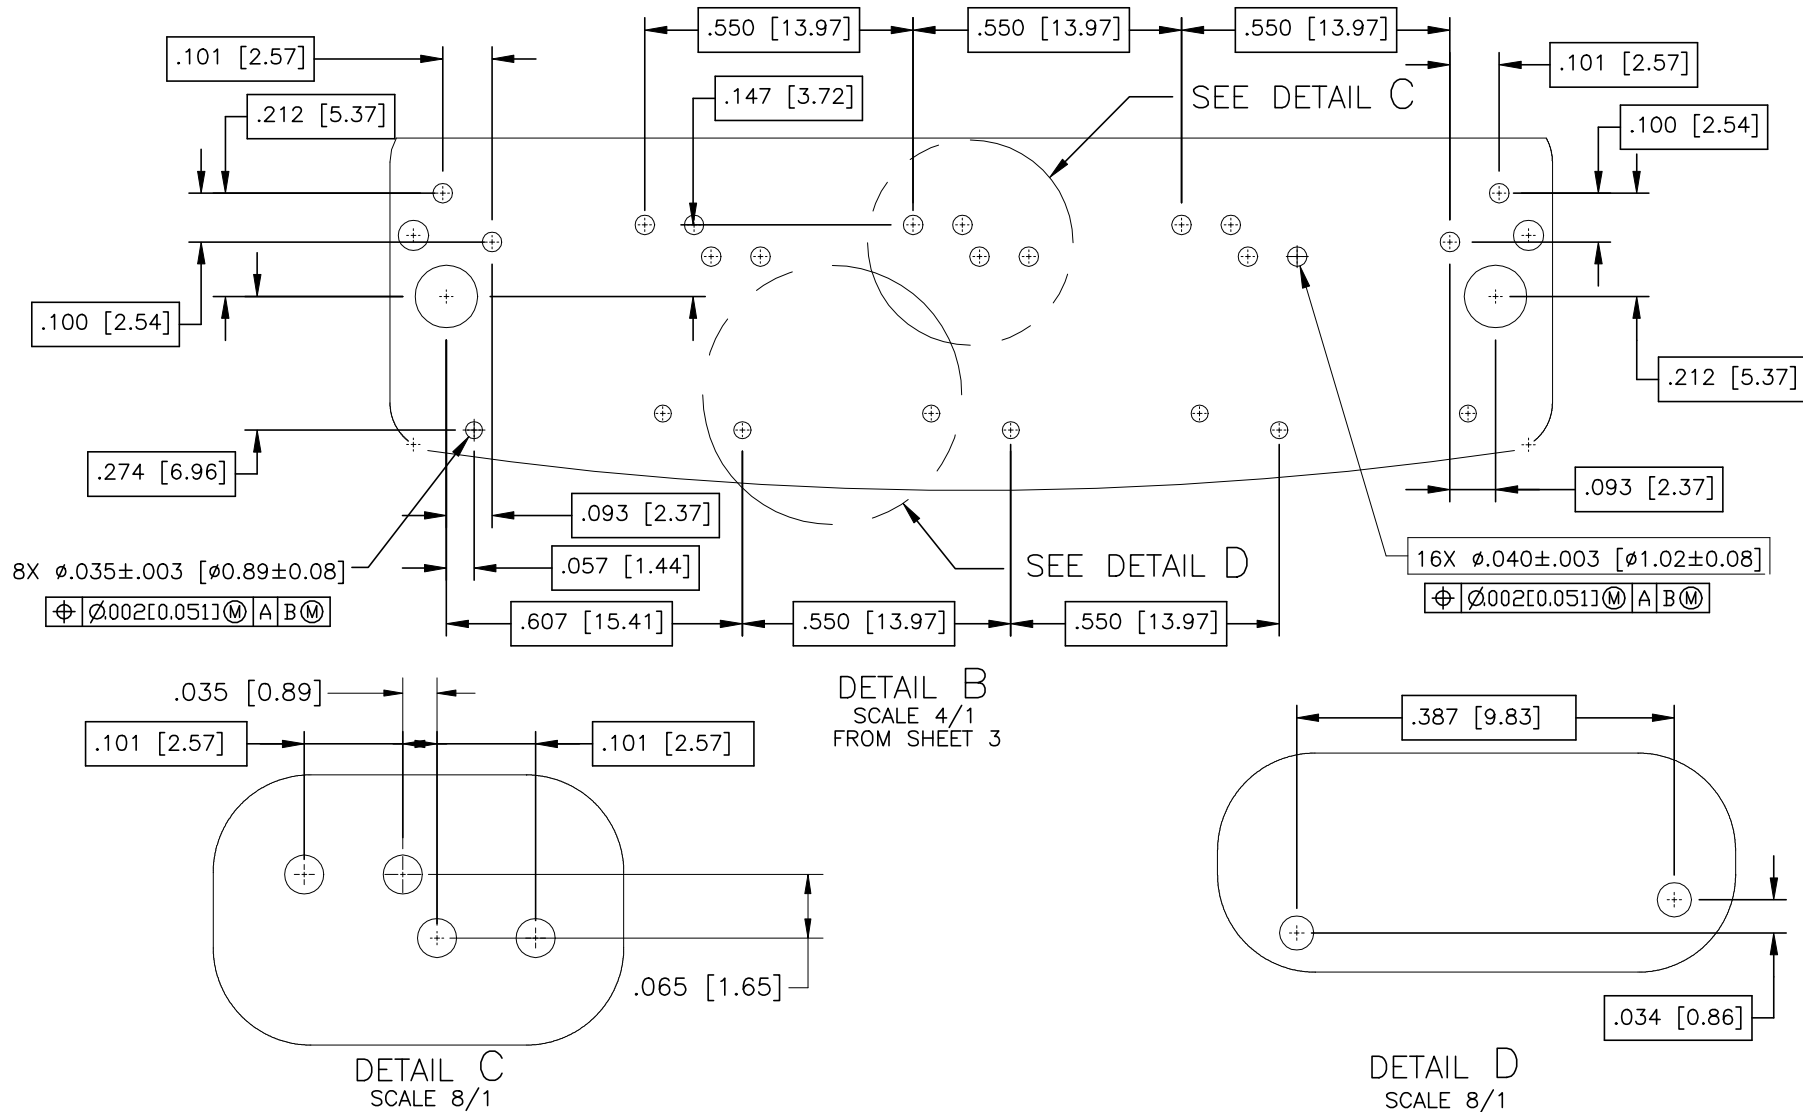 .550 [13.97]
.550 [13.97]
.550 [13.97]
.101 [2.57]
.101 [2.57]
.147 [3.72]
SEE DETAIL C
.212 [5.37]
.100 [2.54]
.100 [2.54]
.212 [5.37]
.274 [6.96]
.093 [2.37]
.093 [2.37]
8X ⌀.035±.003 [⌀0.89±0.08]
.057 [1.44]
SEE DETAIL D
16X ⌀.040±.003 [⌀1.02±0.08]
⌖ ⌀.002[0.051]Ⓜ A BⓂ
⌖ ⌀.002[0.051]Ⓜ A BⓂ
.607 [15.41]
.550 [13.97]
.550 [13.97]
DETAIL B
SCALE 4/1
FROM SHEET 3
.035 [0.89]
.101 [2.57]
.101 [2.57]
.387 [9.83]
.065 [1.65]
.034 [0.86]
DETAIL C
SCALE 8/1
DETAIL D
SCALE 8/1